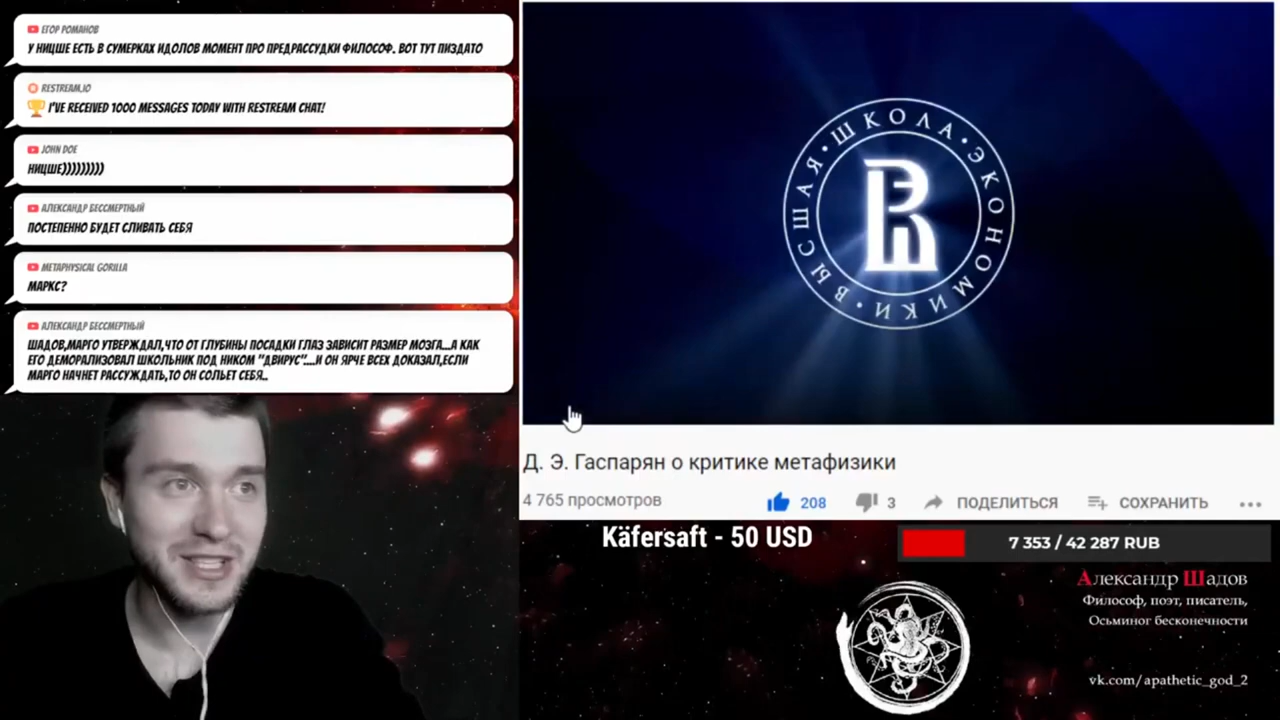 ЕГОР РОМАНОВ
У НИЦШЕ ЕСТЬ В СУМЕРКАХ ИДОЛОВ МОМЕНТ ПРО ПРЕДРАССУДКИ ФИЛОСОФ. ВОТ ТУТ ПИЗДАТО
RESTREAM.IO
I'VE RECEIVED 1000 MESSAGES TODAY WITH RESTREAM CHAT!
JOHN DOE
НИЦШЕ)))))))))
АЛЕКСАНДР БЕССМЕРТНЫЙ
ПОСТЕПЕННО БУДЕТ СЛИВАТЬ СЕБЯ
METAPHYSICAL GORILLA
МАРКС?
АЛЕКСАНДР БЕССМЕРТНЫЙ
ШАДОВ,МАРГО УТВЕРЖДАЛ,ЧТО ОТ ГЛУБИНЫ ПОСАДКИ ГЛАЗ ЗАВИСИТ РАЗМЕР МОЗГА...А КАК
ЕГО ДЕМОРАЛИЗОВАЛ ШКОЛЬНИК ПОД НИКОМ "ДВИРУС"....И ОН ЯРЧЕ ВСЕХ ДОКАЗАЛ,ЕСЛИ
МАРГО НАЧНЕТ РАССУЖДАТЬ,ТО ОН СОЛЬЕТ СЕБЯ..
ВЫСШАЯ • ШКОЛА • ЭКОНОМИКИ •
Д. Э. Гаспарян о критике метафизики
4 765 просмотров
208
3
ПОДЕЛИТЬСЯ
СОХРАНИТЬ
Käfersaft - 50 USD
7 353 / 42 287 RUB
Александр Шадов
Философ, поэт, писатель,
Осьминог бесконечности
vk.com/apathetic_god_2